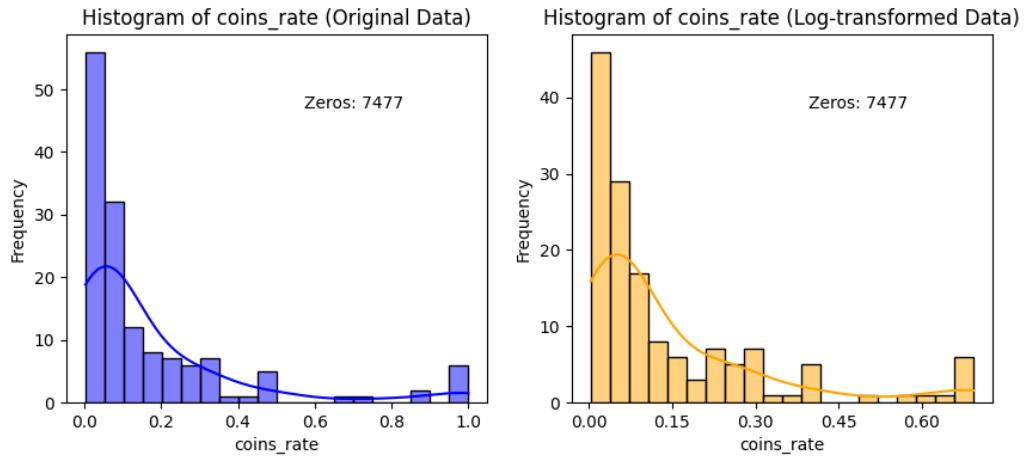 Histogram of coins_rate (Original Data)
Zeros: 7477
Frequency
50
40
30
20
10
0
0.0 0.2 0.4 0.6 0.8 1.0
coins_rate
Histogram of coins_rate (Log-transformed Data)
Zeros: 7477
Frequency
40
30
20
10
0
0.00 0.15 0.30 0.45 0.60
coins_rate